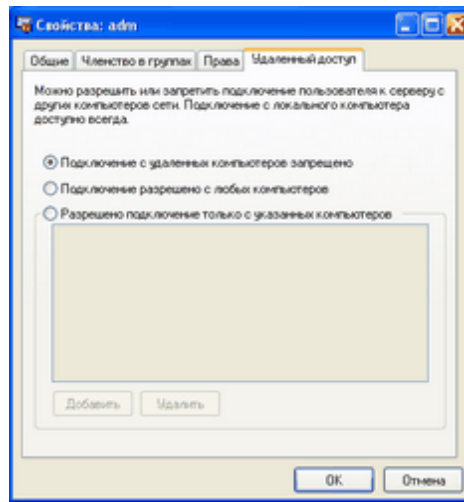 Свойства: adm
Общие Членство в группах Права Удаленный доступ
Можно разрешить или запретить подключение пользователя к серверу с
других компьютеров сети. Подключение с локального компьютера
доступно всегда.
Подключение с удаленных компьютеров запрещено
Подключение разрешено с любых компьютеров
Разрешено подключение только с указанных компьютеров
Добавить Удалить
OK Отмена